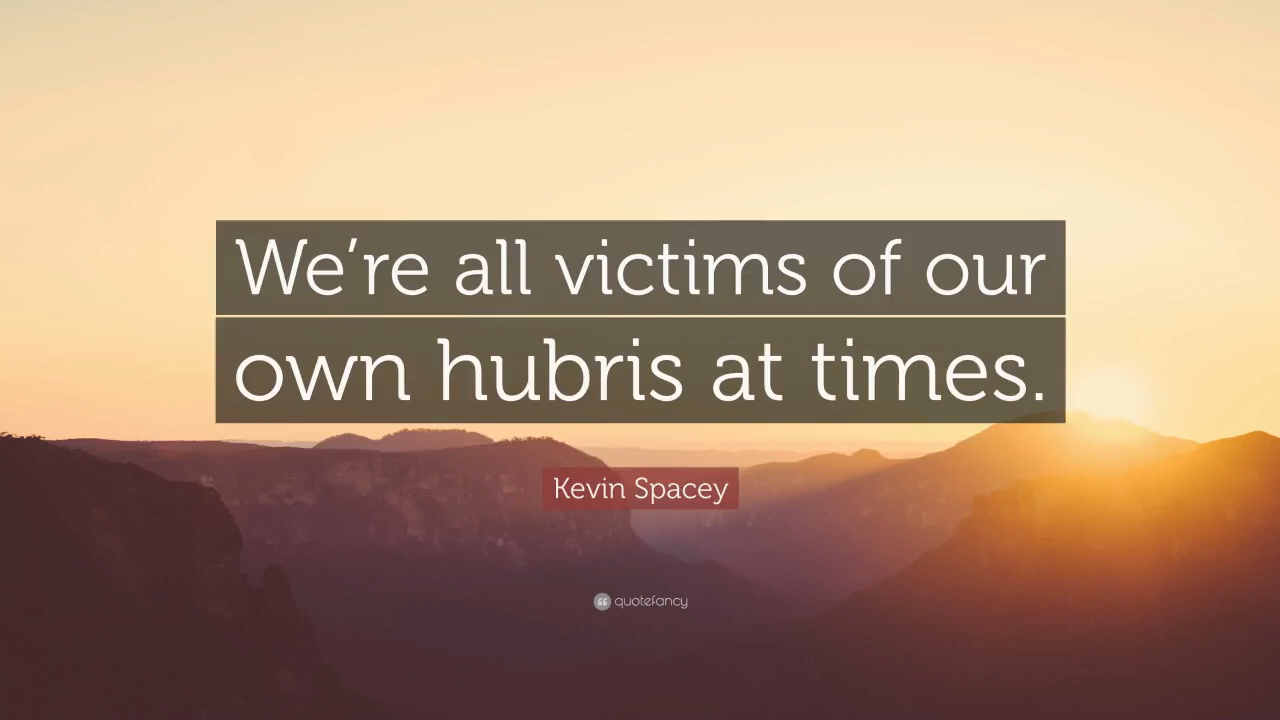 We’re all victims of our
own hubris at times.
Kevin Spacey
quotefancy